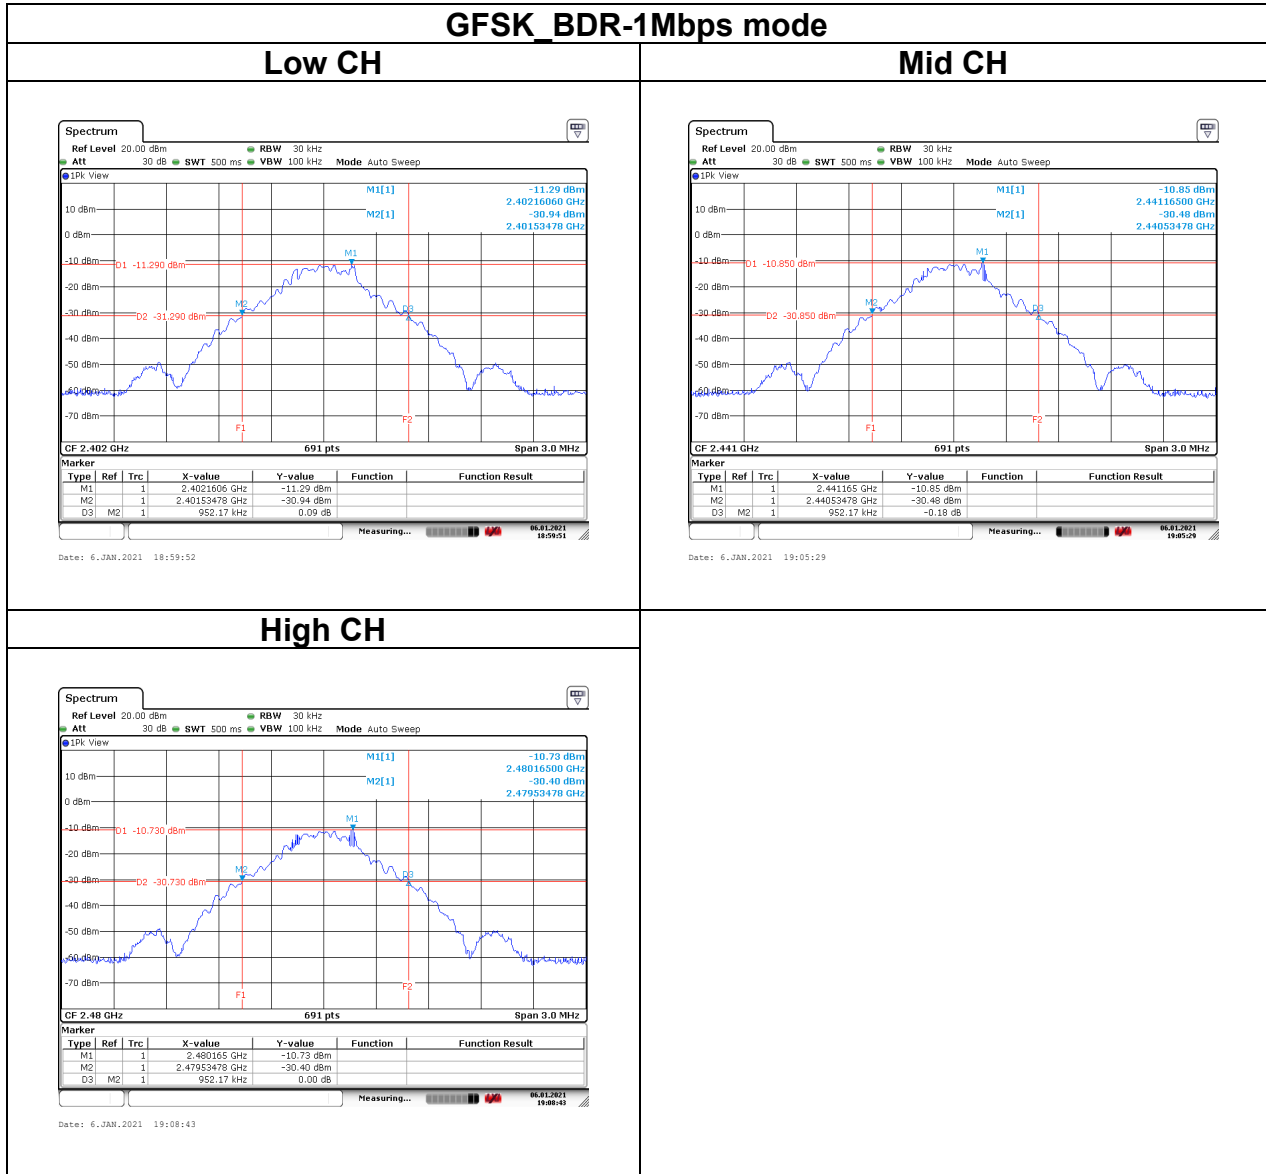 GFSK_BDR-1Mbps mode
Low CH
Mid CH
Spectrum
Ref Level 20.00 dBm RBW 30 kHz
Att 30 dB SWT 500 ms VBW 100 kHz Mode Auto Sweep
1Pk View
M1[1] -11.29 dBm
2.40216060 GHz
10 dBm M2[1] -30.94 dBm
2.40153478 GHz
0 dBm
M1
-10 dBm
D1 -11.290 dBm
-20 dBm
M2 D3
-30 dBm
D2 -31.290 dBm
-40 dBm
-50 dBm
-60 dBm
-70 dBm
F1 F2
CF 2.402 GHz 691 pts Span 3.0 MHz
Marker
Type Ref Trc X-value Y-value Function Function Result
M1 1 2.4021606 GHz -11.29 dBm
M2 1 2.40153478 GHz -30.94 dBm
D3 M2 1 952.17 kHz 0.09 dB
Measuring... 06.01.2021
18:59:51
Date: 6.JAN.2021 18:59:52
Spectrum
Ref Level 20.00 dBm RBW 30 kHz
Att 30 dB SWT 500 ms VBW 100 kHz Mode Auto Sweep
1Pk View
M1[1] -10.85 dBm
2.44116500 GHz
10 dBm M2[1] -30.48 dBm
2.44053478 GHz
0 dBm
M1
-10 dBm
D1 -10.850 dBm
-20 dBm
M2 D3
-30 dBm
D2 -30.850 dBm
-40 dBm
-50 dBm
-60 dBm
-70 dBm
F1 F2
CF 2.441 GHz 691 pts Span 3.0 MHz
Marker
Type Ref Trc X-value Y-value Function Function Result
M1 1 2.441165 GHz -10.85 dBm
M2 1 2.44053478 GHz -30.48 dBm
D3 M2 1 952.17 kHz -0.18 dB
Measuring... 06.01.2021
19:05:29
Date: 6.JAN.2021 19:05:29
High CH
Spectrum
Ref Level 20.00 dBm RBW 30 kHz
Att 30 dB SWT 500 ms VBW 100 kHz Mode Auto Sweep
1Pk View
M1[1] -10.73 dBm
2.48016500 GHz
10 dBm M2[1] -30.40 dBm
2.47953478 GHz
0 dBm
M1
-10 dBm
D1 -10.730 dBm
-20 dBm
M2 D3
-30 dBm
D2 -30.730 dBm
-40 dBm
-50 dBm
-60 dBm
-70 dBm
F1 F2
CF 2.48 GHz 691 pts Span 3.0 MHz
Marker
Type Ref Trc X-value Y-value Function Function Result
M1 1 2.480165 GHz -10.73 dBm
M2 1 2.47953478 GHz -30.40 dBm
D3 M2 1 952.17 kHz 0.00 dB
Measuring... 06.01.2021
19:08:43
Date: 6.JAN.2021 19:08:43